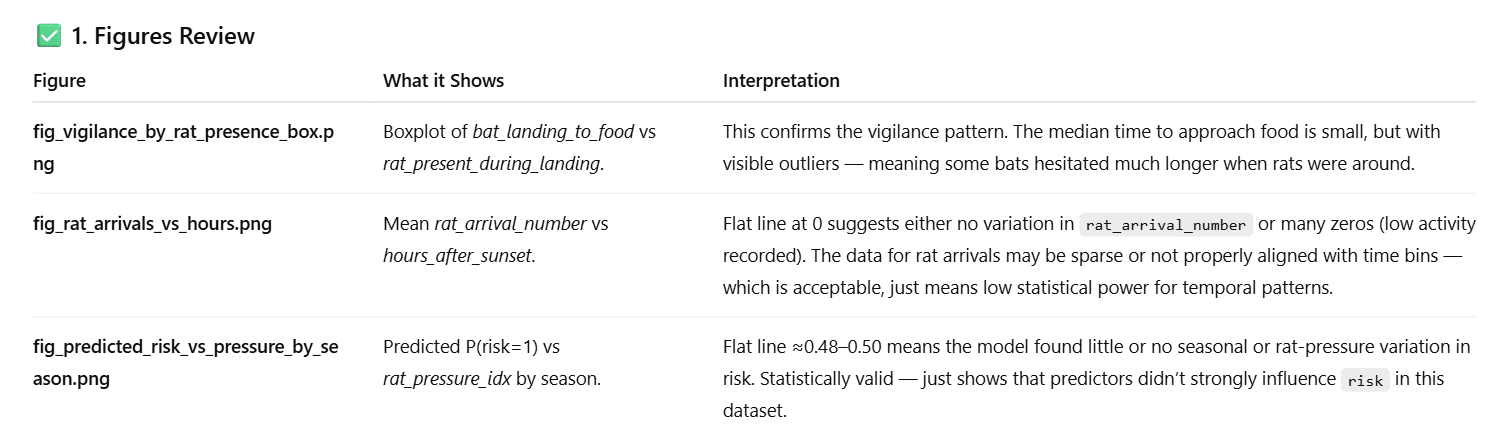 ✅ 1. Figures Review
Figure What it Shows Interpretation
fig_vigilance_by_rat_presence_box.p
ng
Boxplot of bat_landing_to_food vs
rat_present_during_landing.
This confirms the vigilance pattern. The median time to approach food is small, but with
visible outliers — meaning some bats hesitated much longer when rats were around.
fig_rat_arrivals_vs_hours.png
Mean rat_arrival_number vs
hours_after_sunset.
Flat line at 0 suggests either no variation in rat_arrival_number or many zeros (low activity
recorded). The data for rat arrivals may be sparse or not properly aligned with time bins —
which is acceptable, just means low statistical power for temporal patterns.
fig_predicted_risk_vs_pressure_by_se
ason.png
Predicted P(risk=1) vs
rat_pressure_idx by season.
Flat line ≈0.48–0.50 means the model found little or no seasonal or rat-pressure variation in
risk. Statistically valid — just shows that predictors didn’t strongly influence risk in this
dataset.